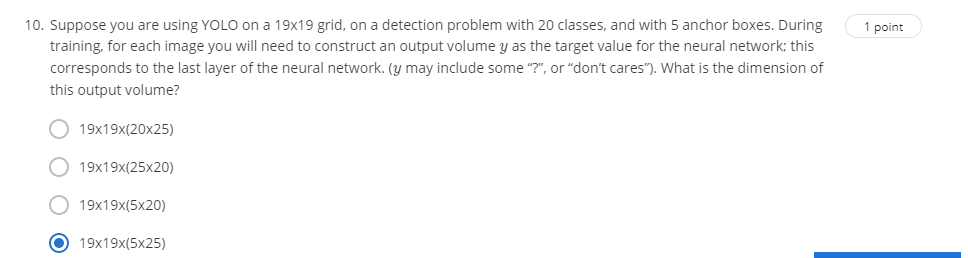 10. Suppose you are using YOLO on a 19x19 grid, on a detection problem with 20 classes, and with 5 anchor boxes. During
1 point
training, for each image you will need to construct an output volume y as the target value for the neural network; this
corresponds to the last layer of the neural network. (y may include some “?”, or “don’t cares”). What is the dimension of
this output volume?
19x19x(20x25)
19x19x(25x20)
19x19x(5x20)
19x19x(5x25)